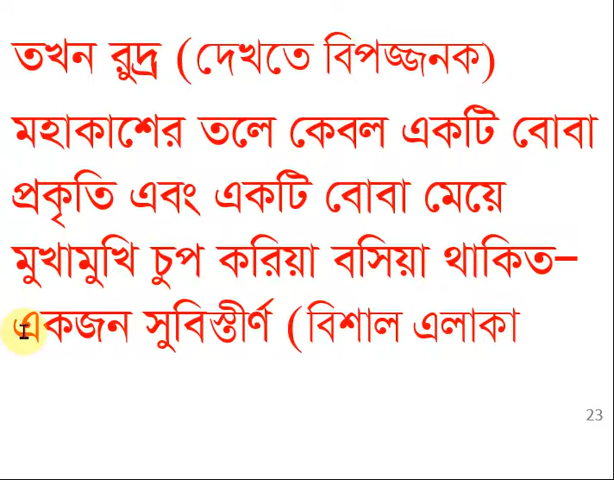 তখন রুদ্র (দেখতে বিপজ্জনক)
মহাকাশের তলে কেবল একটি বোবা
প্রকৃতি এবং একটি বোবা মেয়ে
মুখামুখি চুপ করিয়া বসিয়া থাকিত–
একজন সুবিস্তীর্ণ (বিশাল এলাকা
23